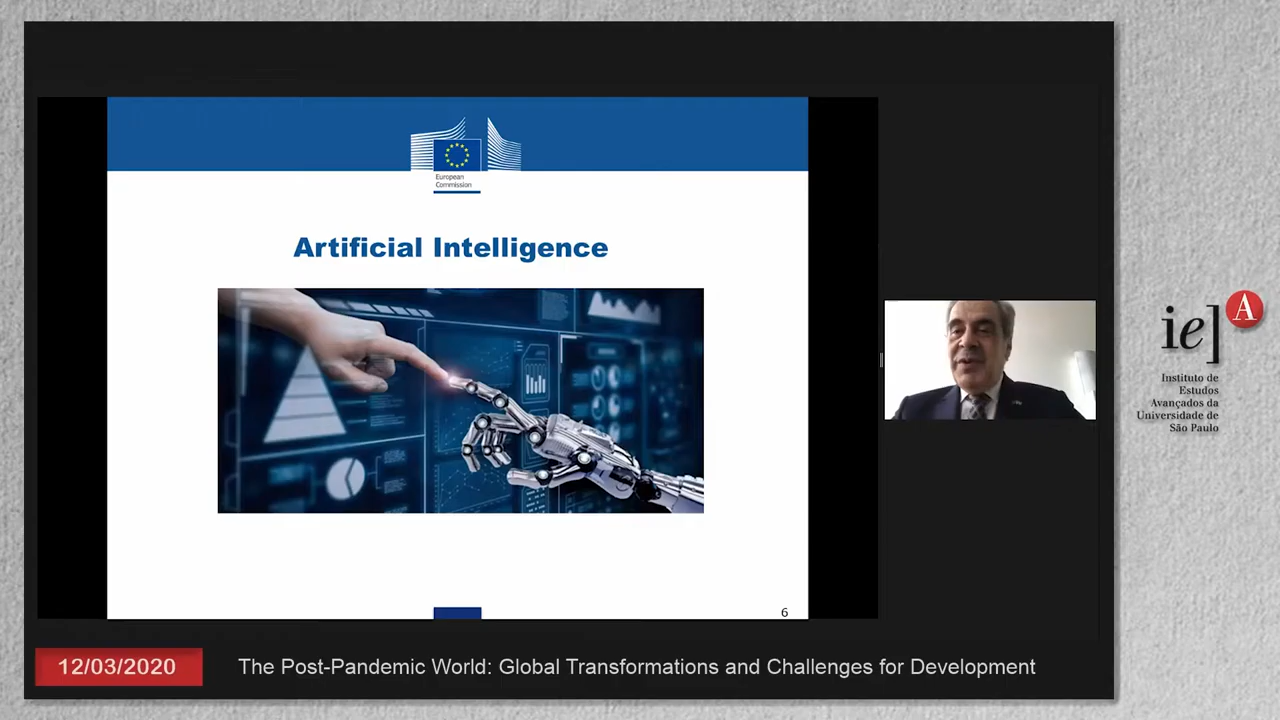 European
Commission
Artificial Intelligence
6
ie]
A
Instituto de
Estudos
Avançados da
Universidade de
São Paulo
12/03/2020
The Post-Pandemic World: Global Transformations and Challenges for Development